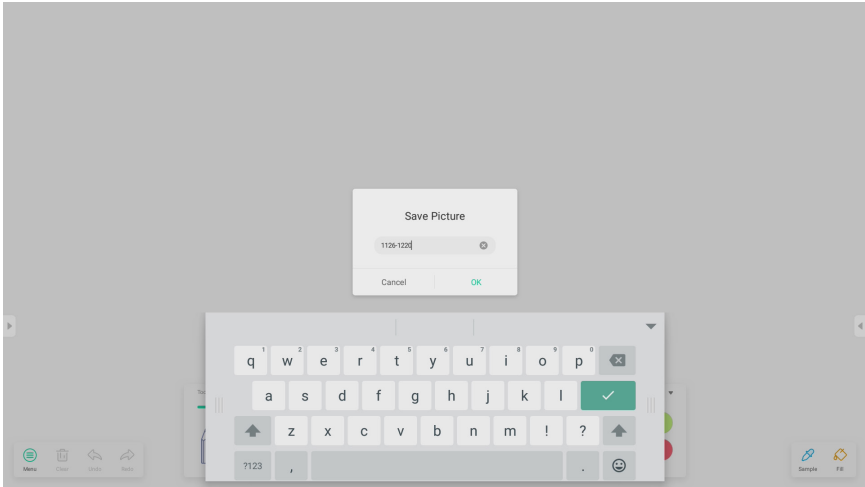 Save Picture
1126-1220
Cancel
OK
1 2 3 4 5 6 7 8 9 0
q w e r t y u i o p
a s d f g h j k l
z x c v b n m ! ?
?123 , .
Menu
Clear
Undo
Redo
Sample
Fill